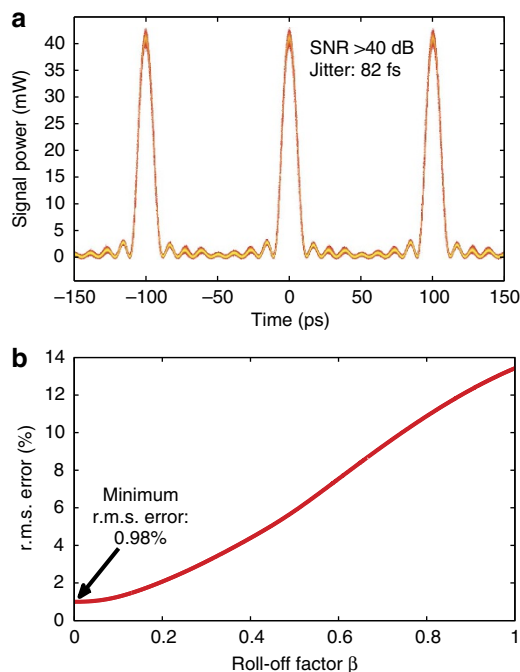 a
SNR >40 dB
Jitter: 82 fs
Signal power (mW)
40
35
30
25
20
15
10
5
0
−150 −100 −50 0 50 100 150
Time (ps)
b
14
12
10
8
6
4
2
0
r.m.s. error (%)
Minimum
r.m.s. error:
0.98%
0 0.2 0.4 0.6 0.8 1
Roll-off factor β